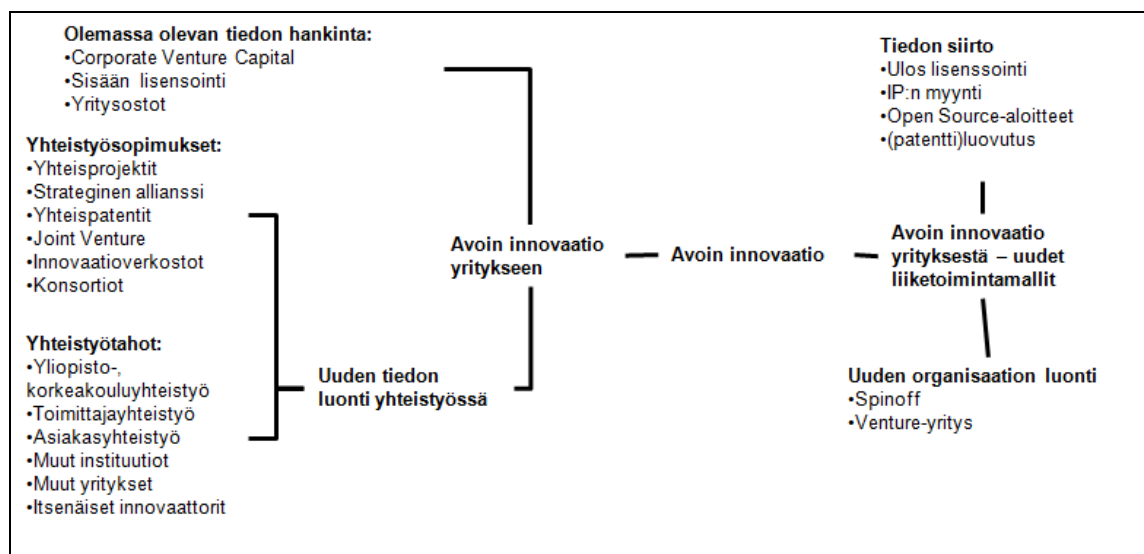 Olemassa olevan tiedon hankinta:
•Corporate Venture Capital
•Sisään lisensointi
•Yritysostot
Yhteistyösopimukset:
•Yhteisprojektit
•Strateginen allianssi
•Yhteispatentit
•Joint Venture
•Innovaatioverkostot
•Konsortiot
Yhteistyötahot:
•Yliopisto-,
korkeakouluyhteistyö
•Toimittajayhteistyö
•Asiakasyhteistyö
•Muut instituutiot
•Muut yritykset
•Itsenäiset innovaattorit
Uuden tiedon
luonti yhteistyössä
Avoin innovaatio
yritykseen
Avoin innovaatio
Tiedon siirto
•Ulos lisenssointi
•IP:n myynti
•Open Source-aloitteet
•(patentti)luovutus
Avoin innovaatio
yrityksestä – uudet
liiketoimintamallit
Uuden organisaation luonti
•Spinoff
•Venture-yritys